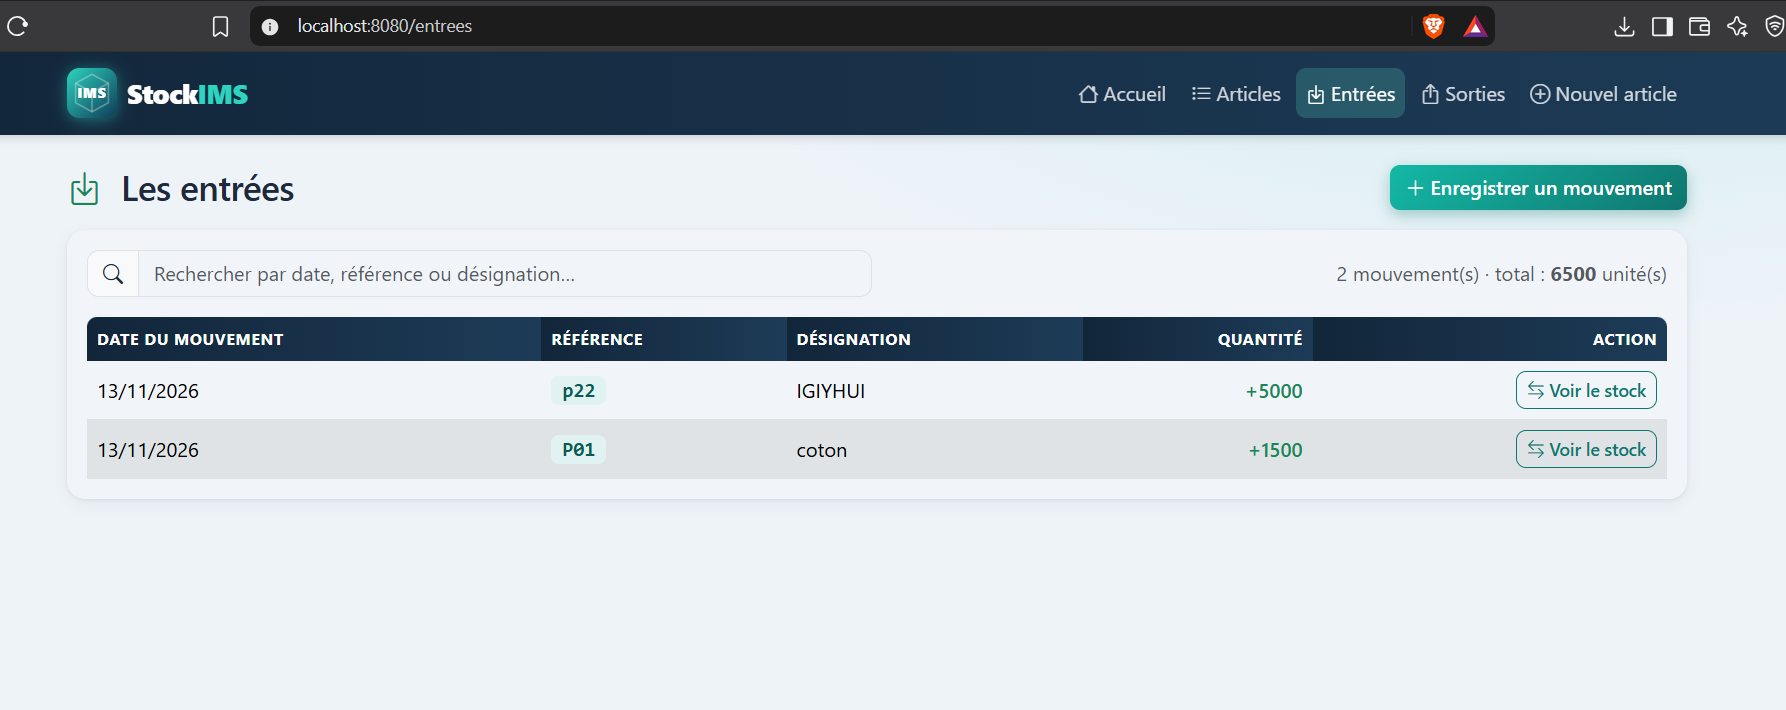 localhost:8080/entrees
IMS StockIMS Accueil Articles Entrées Sorties Nouvel article
Les entrées + Enregistrer un mouvement
Rechercher par date, référence ou désignation... 2 mouvement(s) · total : 6500 unité(s)
DATE DU MOUVEMENT RÉFÉRENCE DÉSIGNATION QUANTITÉ ACTION
13/11/2026 p22 IGIYHUI +5000 Voir le stock
13/11/2026 P01 coton +1500 Voir le stock